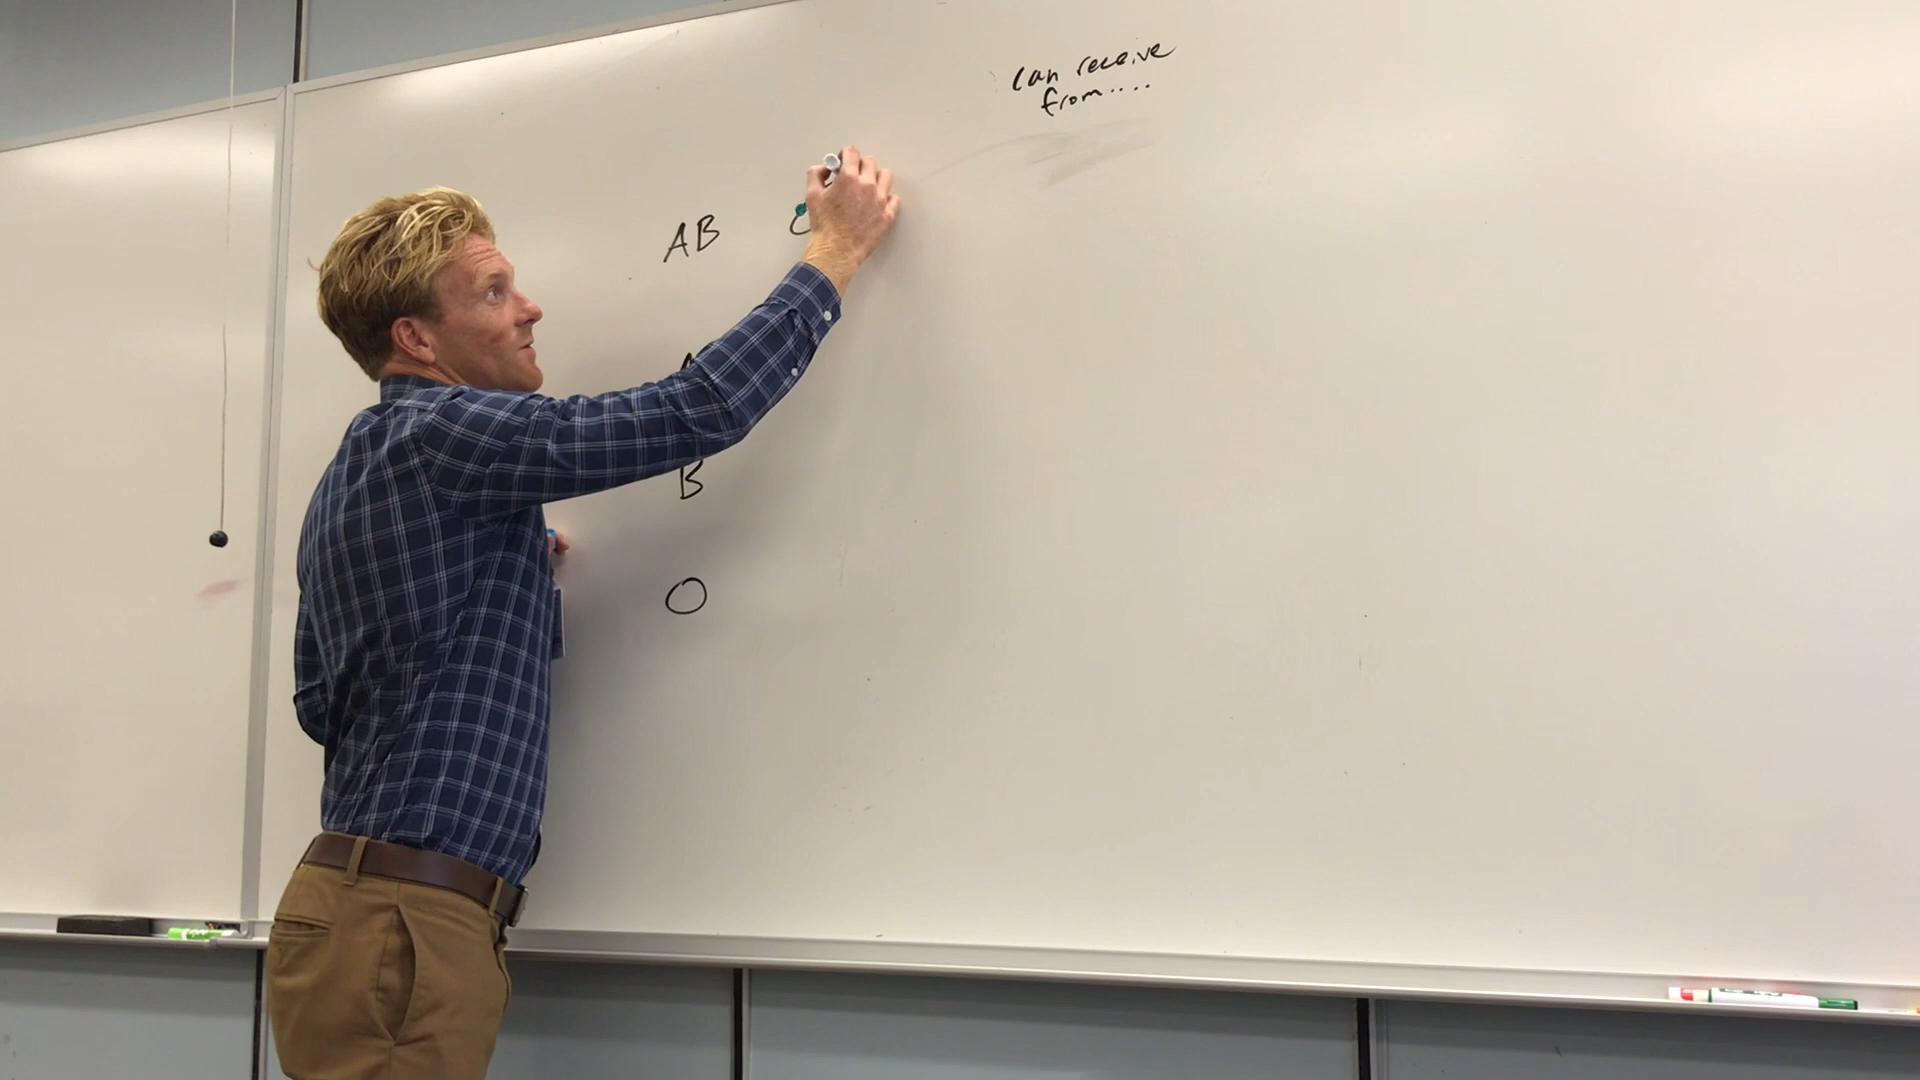 can receive
from....
AB
B
O